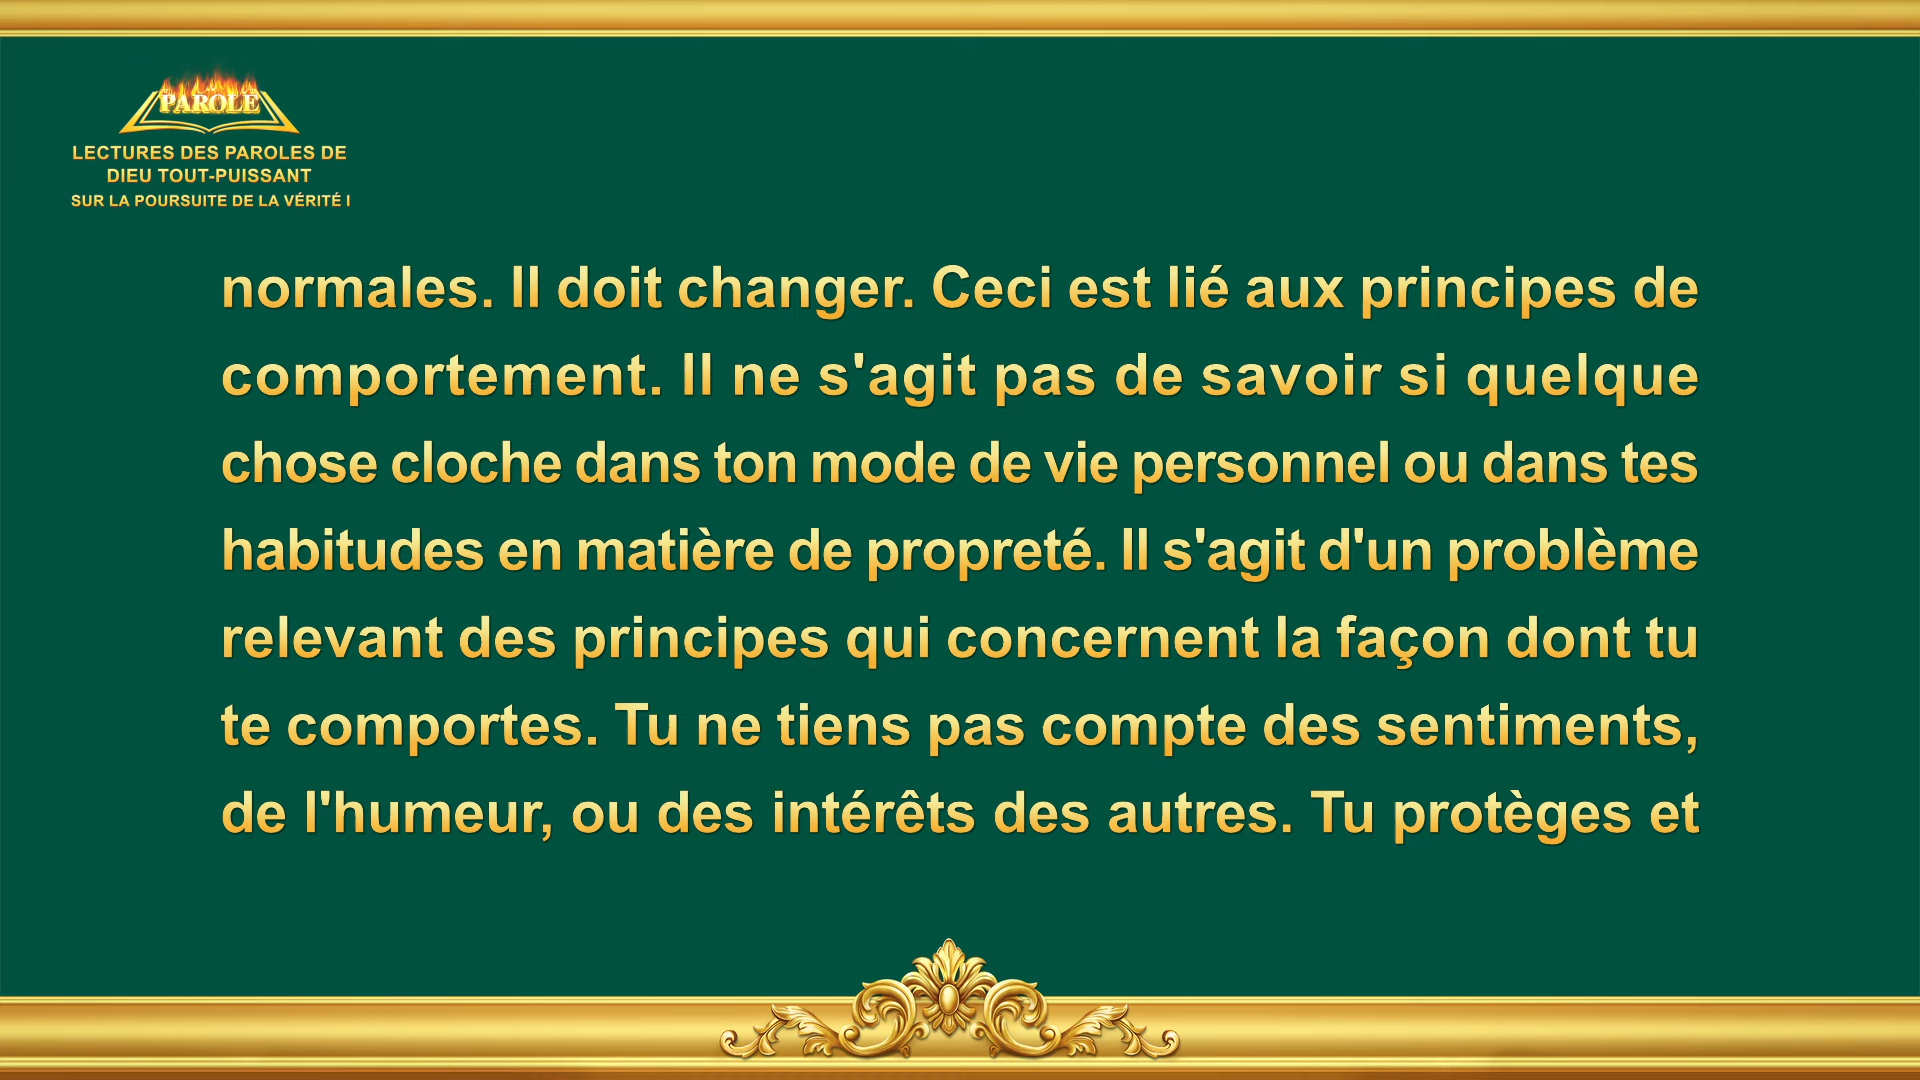 PAROLE
LECTURES DES PAROLES DE
DIEU TOUT-PUISSANT
SUR LA POURSUITE DE LA VÉRITÉ I
normales. Il doit changer. Ceci est lié aux principes de
comportement. Il ne s'agit pas de savoir si quelque
chose cloche dans ton mode de vie personnel ou dans tes
habitudes en matière de propreté. Il s'agit d'un problème
relevant des principes qui concernent la façon dont tu
te comportes. Tu ne tiens pas compte des sentiments,
de l'humeur, ou des intérêts des autres. Tu protèges et